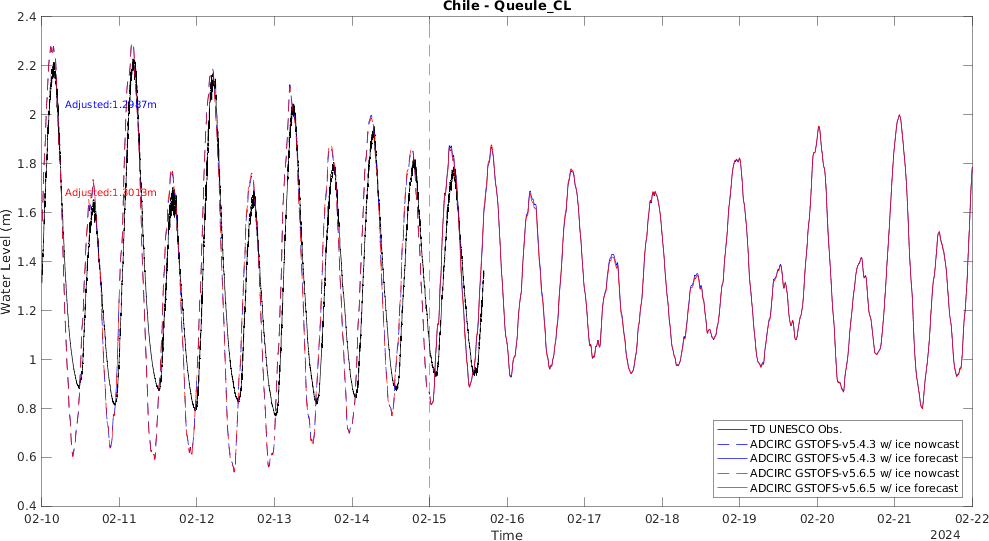 Chile - Queule_CL
2.4
2.2
2
1.8
1.6
1.4
1.2
1
0.8
0.6
0.4
Water Level (m)
Adjusted:1.2987m
Adjusted:1.3013m
TD UNESCO Obs.
ADCIRC GSTOFS-v5.4.3 w/ ice nowcast
ADCIRC GSTOFS-v5.4.3 w/ ice forecast
ADCIRC GSTOFS-v5.6.5 w/ ice nowcast
ADCIRC GSTOFS-v5.6.5 w/ ice forecast
02-10 02-11 02-12 02-13 02-14 02-15 02-16 02-17 02-18 02-19 02-20 02-21 02-22
Time
2024